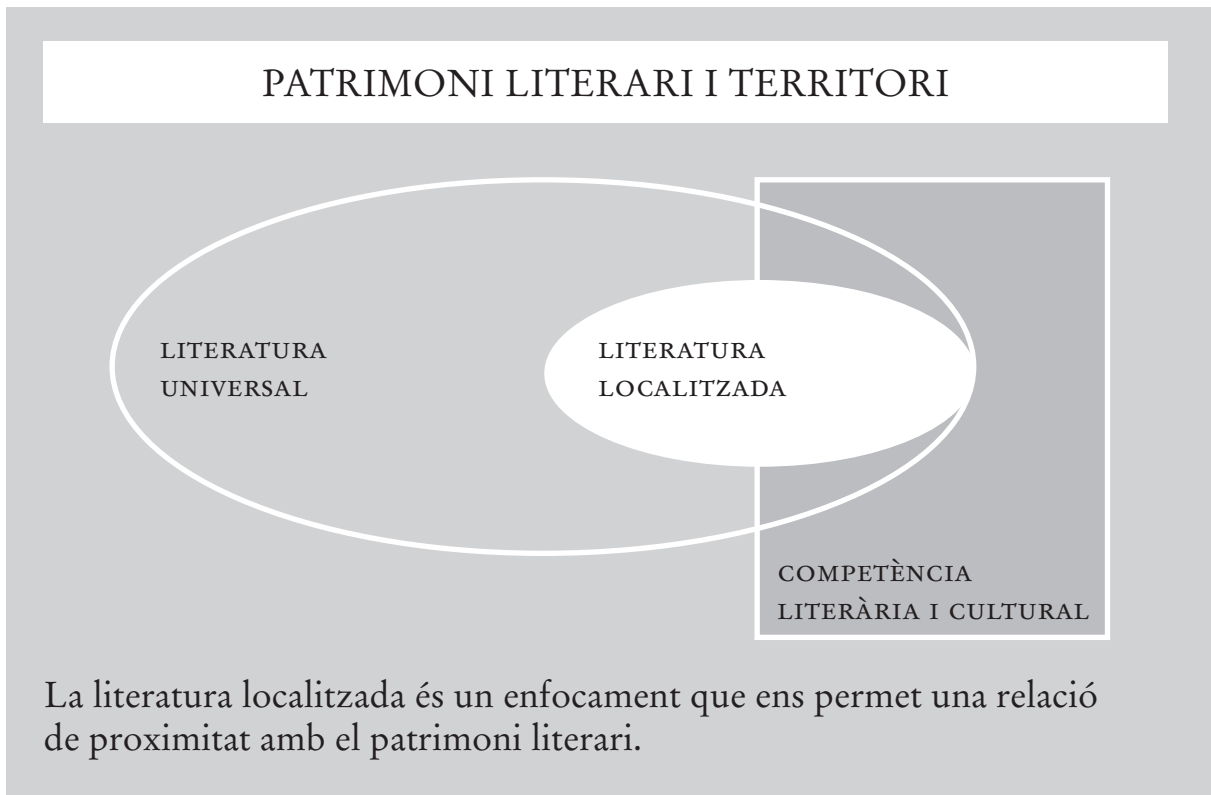 PATRIMONI LITERARI I TERRITORI
LITERATURA
UNIVERSAL
LITERATURA
LOCALITZADA
COMPETÈNCIA
LITERÀRIA I CULTURAL
La literatura localitzada és un enfocament que ens permet una relació
de proximitat amb el patrimoni literari.